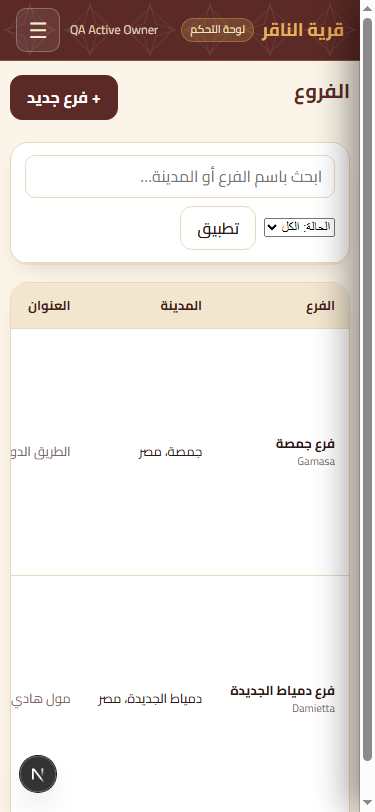 قرية الناقر
لوحة التحكم
QA Active Owner
الفروع
+ فرع جديد
ابحث باسم الفرع أو المدينة...
الحالة: الكل
تطبيق
الفرع المدينة العنوان
فرع جمصة
Gamasa
جمصة، مصر
الطريق الدو
فرع دمياط الجديدة
Damietta
دمياط الجديدة، مصر
مول هادي
N